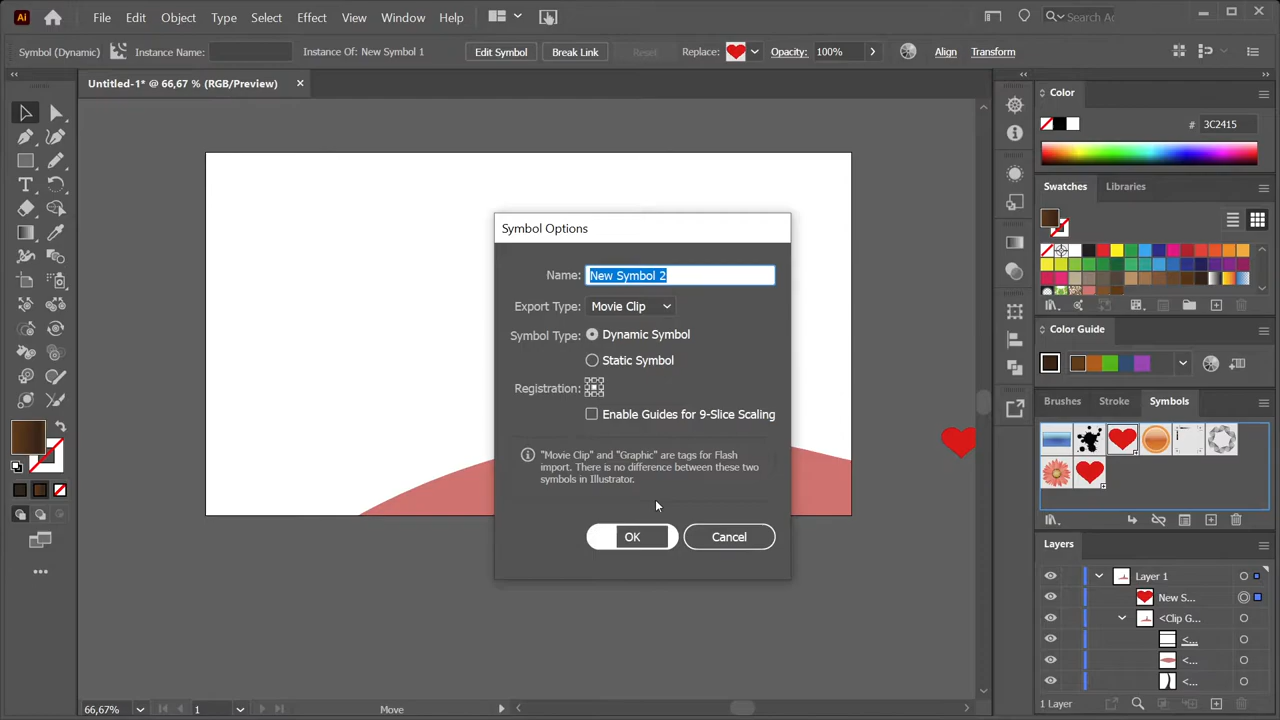 Ai File Edit Object Type Select Effect View Window Help
Symbol (Dynamic) Instance Name: Instance Of: New Symbol 1 Edit Symbol Break Link Reset Replace: Opacity: 100% Align Transform
Untitled-1* @ 66,67 % (RGB/Preview)
Color
# 3C2415
Swatches Libraries
Symbol Options
Name: New Symbol 2
Export Type: Movie Clip
Symbol Type: Dynamic Symbol
Static Symbol
Registration:
Enable Guides for 9-Slice Scaling
"Movie Clip" and "Graphic" are tags for Flash
import. There is no difference between these two
symbols in Illustrator.
OK Cancel
Color Guide
Brushes Stroke Symbols
Layers
Layer 1
New S...
<Clip G...
<...
<...
<...
1 Layer
66,67% 1 Move